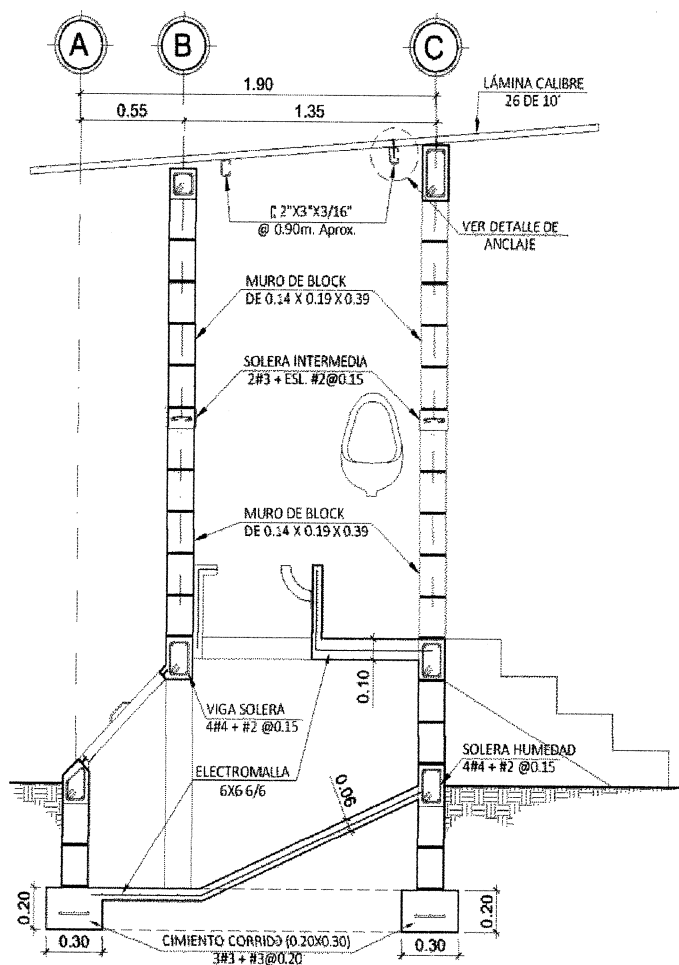 A
B
C
1.90
0.55
1.35
LÁMINA CALIBRE
26 DE 10'
2"X3"X3/16"
@ 0.90m. Aprox.
VER DETALLE DE
ANCLAJE
MURO DE BLOCK
DE 0.14 X 0.19 X 0.39
SOLERA INTERMEDIA
2#3 + ESL. #2@0.15
MURO DE BLOCK
DE 0.14 X 0.19 X 0.39
0.10
VIGA SOLERA
4#4 + #2 @0.15
SOLERA HUMEDAD
4#4 + #2 @0.15
ELECTROMALLA
6X6 6/6
0.06
0.20
0.20
0.30
CIMIENTO CORRIDO (0.20X0.30)
3#3 + #3@0.20
0.30